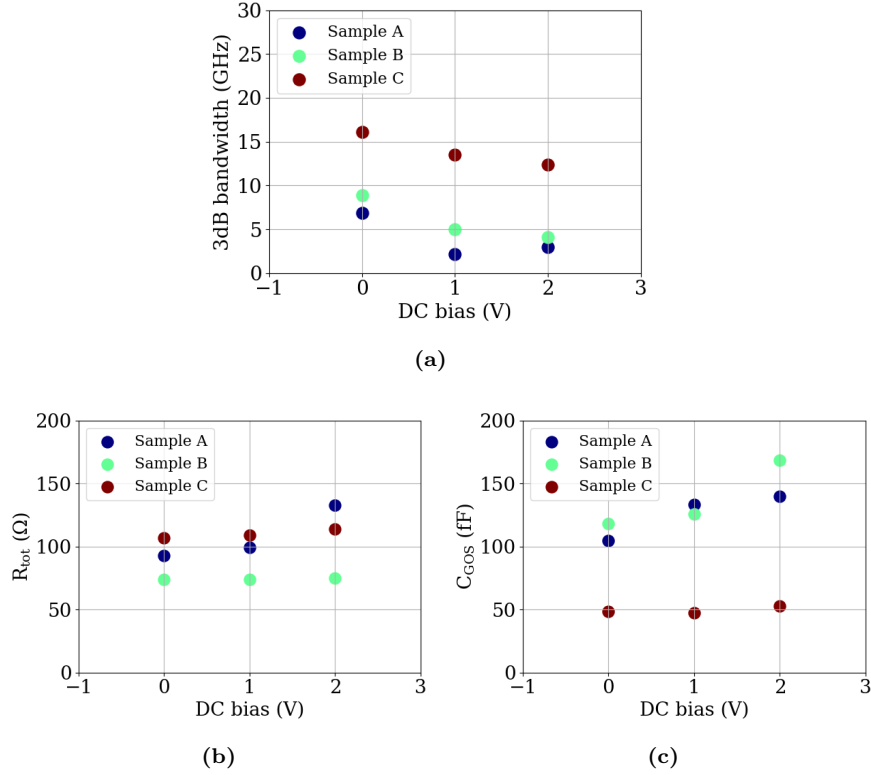 30
25
20
15
10
5
0
3dB bandwidth (GHz)
Sample A
Sample B
Sample C
−1
0
1
2
3
DC bias (V)
(a)
200
150
100
50
0
R_tot (Ω)
Sample A
Sample B
Sample C
−1
0
1
2
3
DC bias (V)
(b)
200
150
100
50
0
C_GOS (fF)
Sample A
Sample B
Sample C
−1
0
1
2
3
DC bias (V)
(c)